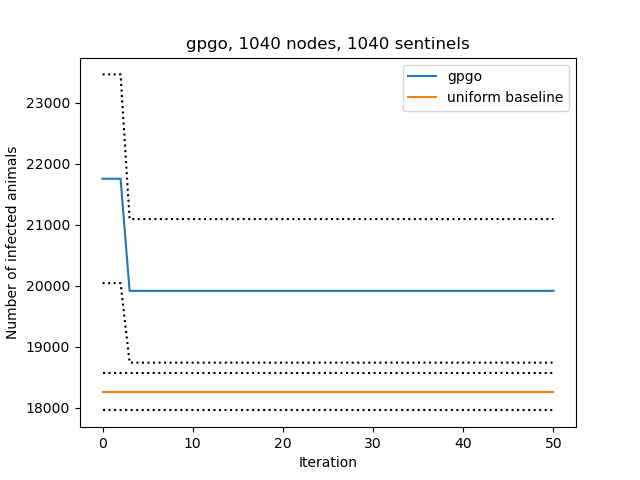 gpgo, 1040 nodes, 1040 sentinels
gpgo
uniform baseline
Number of infected animals
23000
22000
21000
20000
19000
18000
0 10 20 30 40 50
Iteration